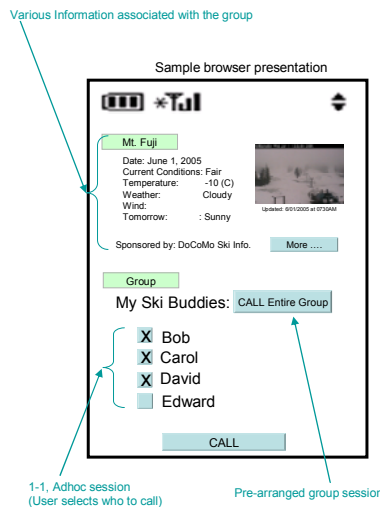 Various Information associated with the group
Sample browser presentation
Mt. Fuji
Date: June 1, 2005
Current Conditions: Fair
Temperature: -10 (C)
Weather: Cloudy
Wind:
Tomorrow: : Sunny
Updated: 6/01/2005 at 0730AM
Sponsored by: DoCoMo Ski Info.
More ....
Group
My Ski Buddies:
CALL Entire Group
X Bob
X Carol
X David
Edward
CALL
1-1, Adhoc session
(User selects who to call)
Pre-arranged group session